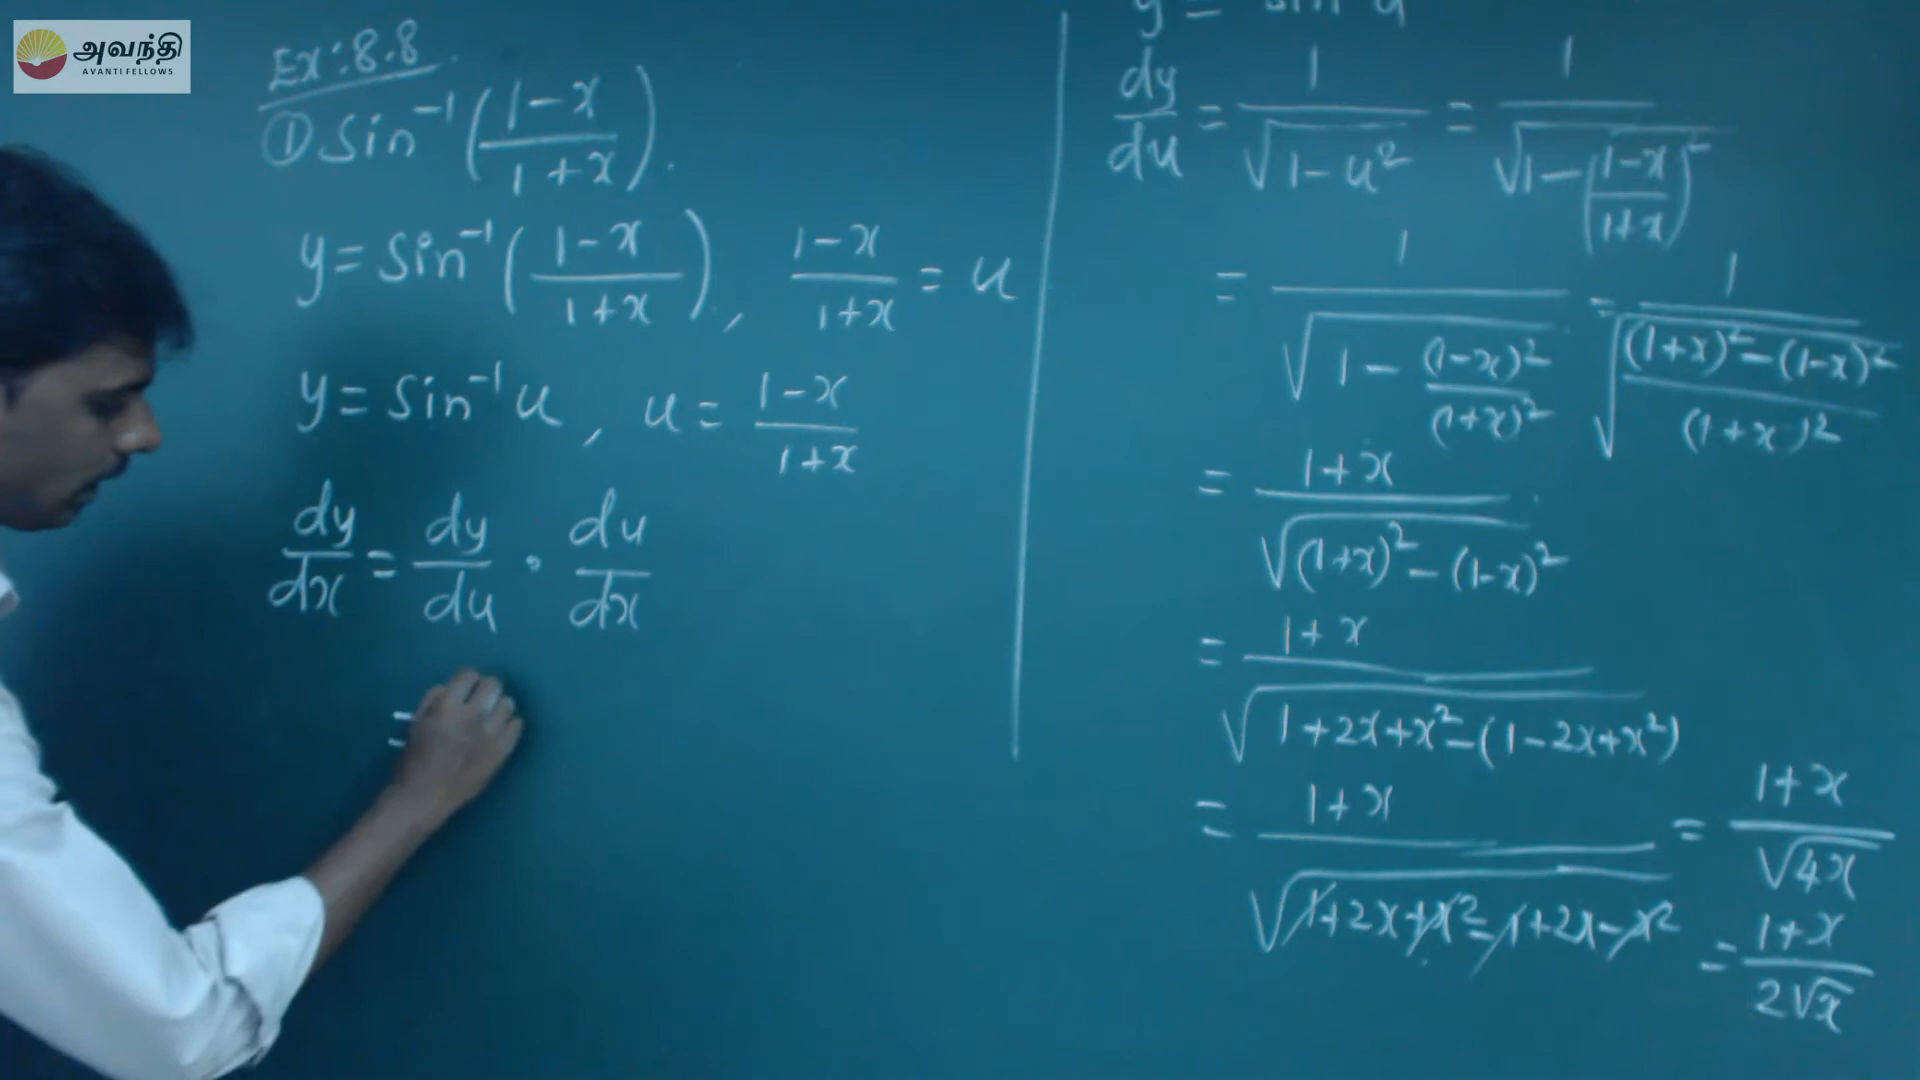 அவந்தி
AVANTI FELLOWS
Ex: 8.8
① Sin⁻¹((1-x)/(1+x)).
y = Sin⁻¹((1-x)/(1+x)), (1-x)/(1+x) = u
y = Sin⁻¹ u, u = (1-x)/(1+x)
dy/dx = dy/du · du/dx
=
dy/du = 1/√(1-u²) = 1/√(1-((1-x)/(1+x))²)
= 1/√(1-(1-x)²/(1+x)²) = 1/√(((1+x)²-(1-x)²)/(1+x)²)
= (1+x)/√((1+x)²-(1-x)²)
= (1+x)/√(1+2x+x²-(1-2x+x²))
= (1+x)/√(1+2x+x²-1+2x-x²) = (1+x)/√(4x)
= (1+x)/(2√x)